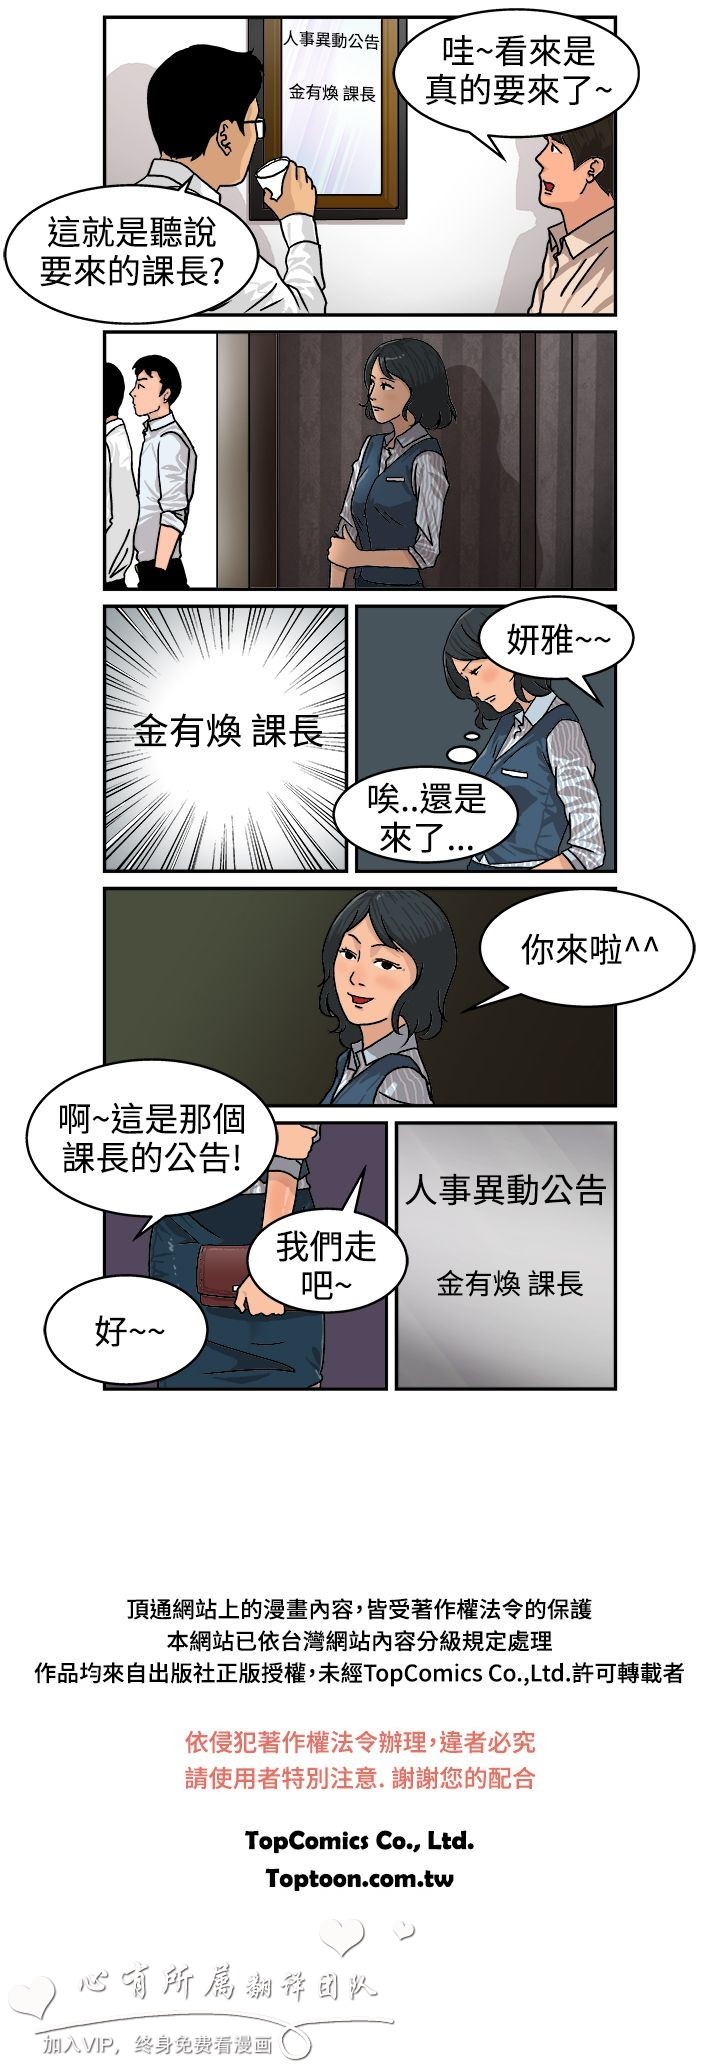 人事異動公告
金有煥 課長
哇~看來是
真的要來了~
這就是聽說
要來的課長?
金有煥 課長
妍雅~~
唉..還是
來了...
你來啦^^
啊~這是那個
課長的公告!
我們走
吧~
好~~
人事異動公告
金有煥 課長
頂通網站上的漫畫內容，皆受著作權法令的保護
本網站已依台灣網站內容分級規定處理
作品均來自出版社正版授權，未經TopComics Co.,Ltd.許可轉載者
依侵犯著作權法令辦理，違者必究
請使用者特別注意. 謝謝您的配合
TopComics Co., Ltd.
Toptoon.com.tw
心有所属翻译团队
加入VIP，终身免费看漫画